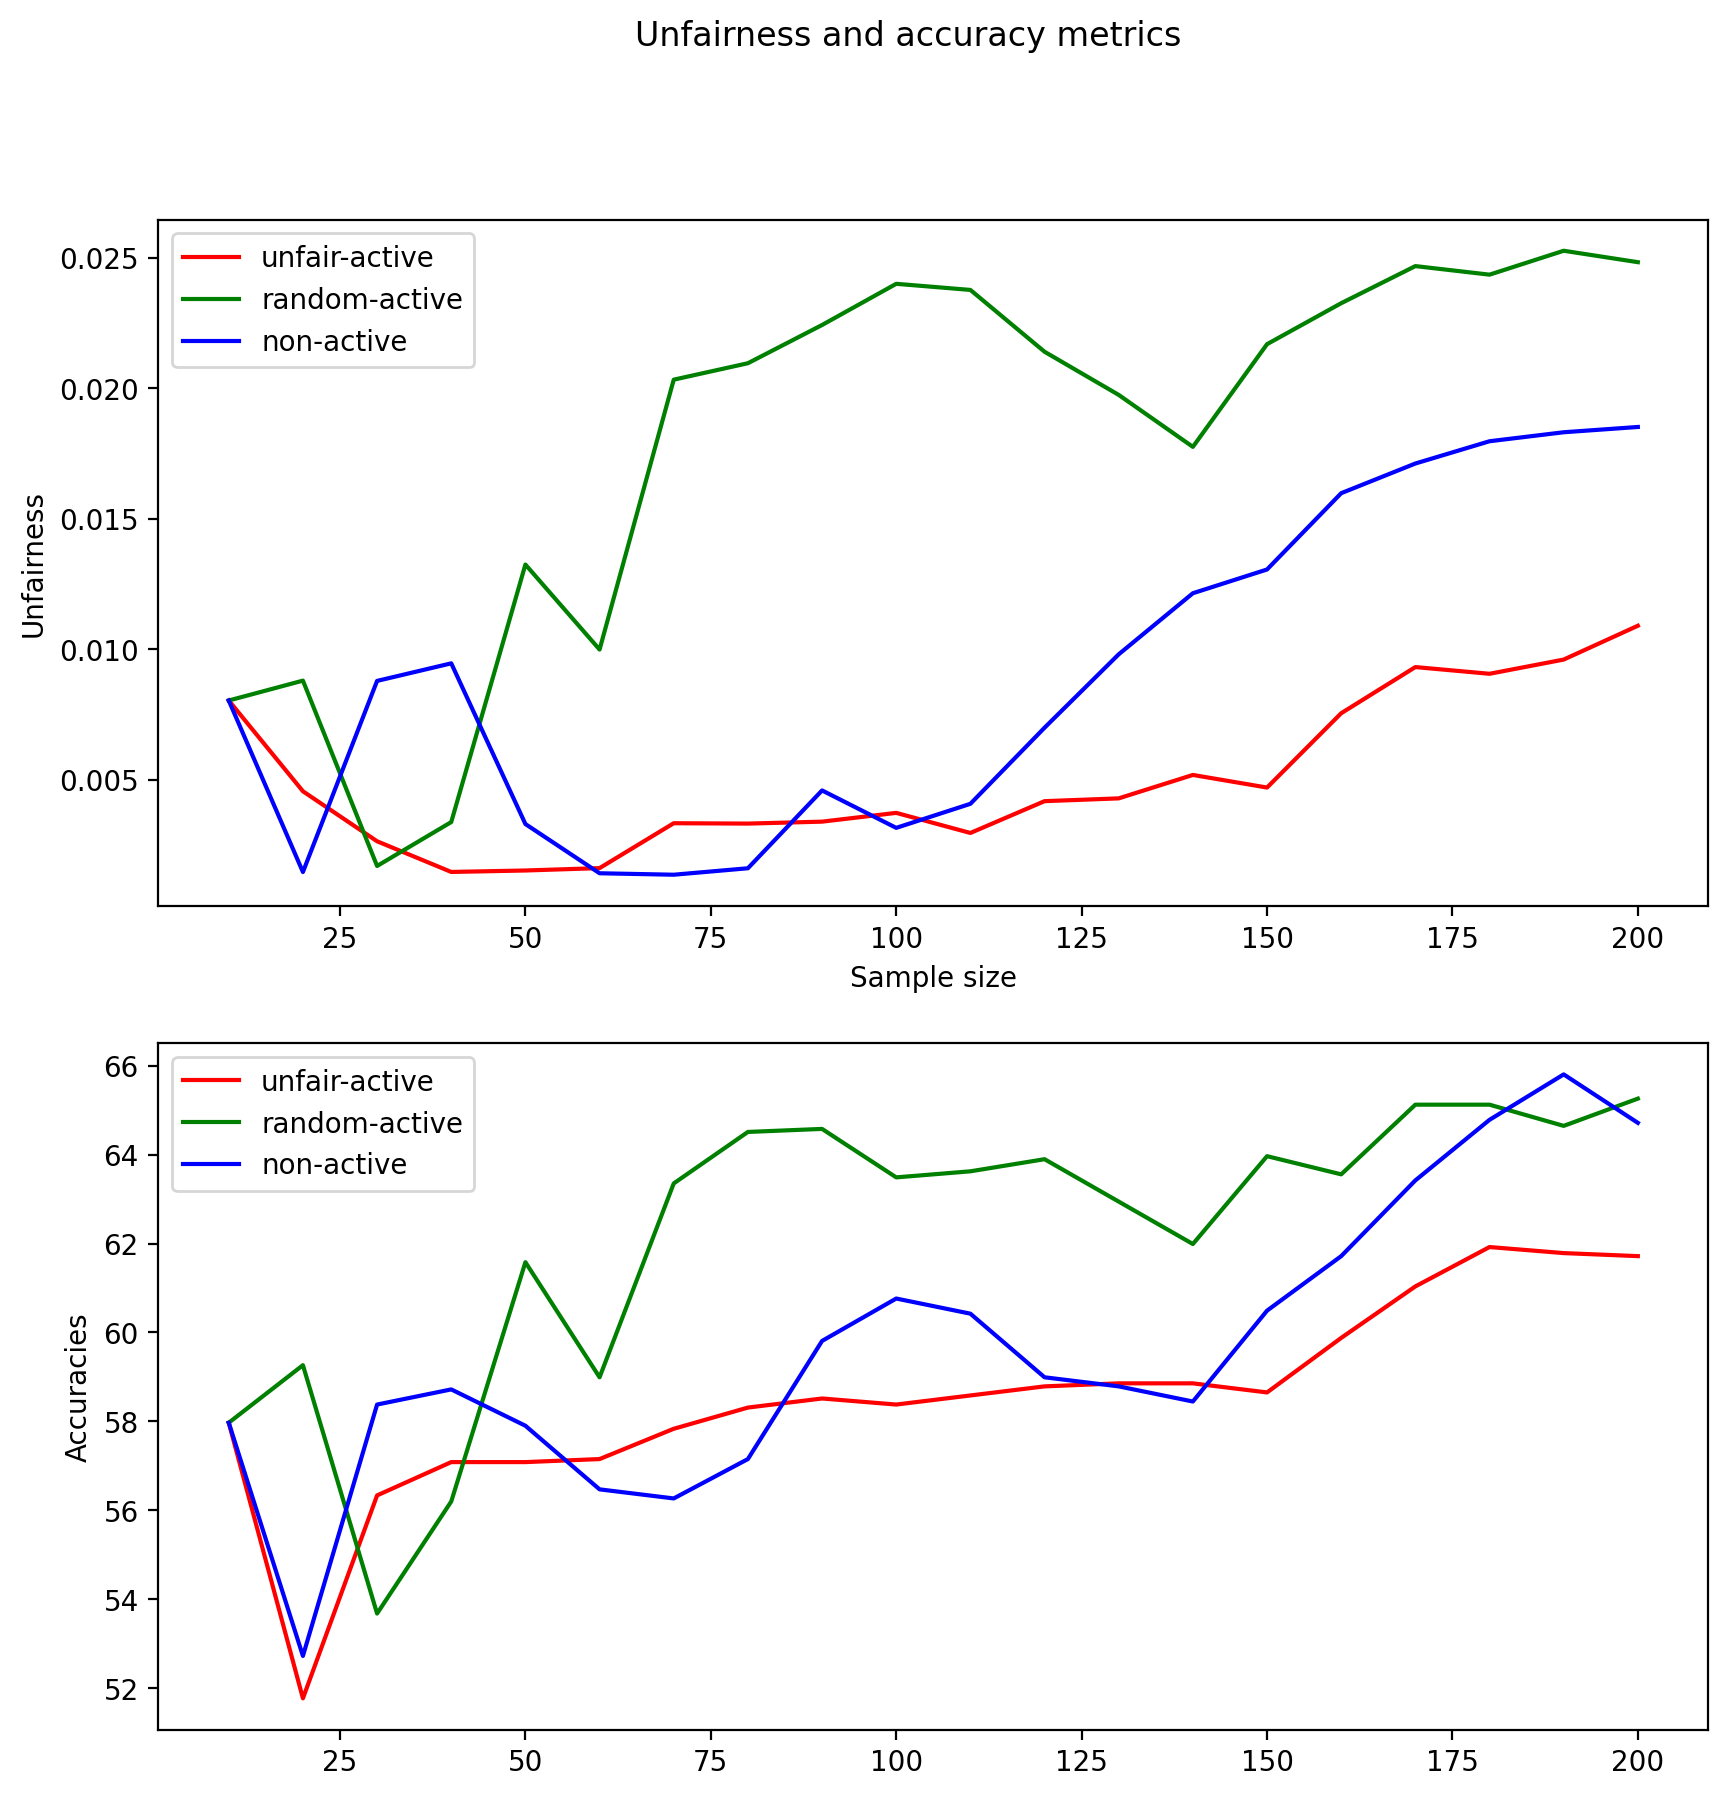 Unfairness and accuracy metrics
unfair-active
random-active
non-active
0.025
0.020
0.015
0.010
0.005
Unfairness
25 50 75 100 125 150 175 200
Sample size
unfair-active
random-active
non-active
66
64
62
60
58
56
54
52
Accuracies
25 50 75 100 125 150 175 200